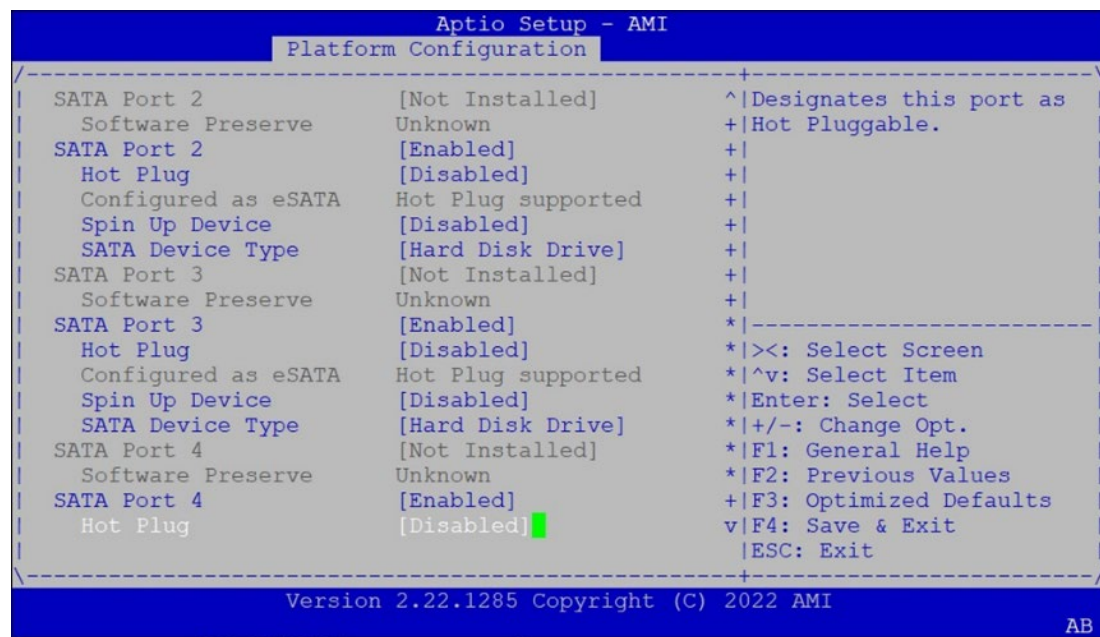 Aptio Setup - AMI
Platform Configuration
/----------------------------------------------------+-------------------------\
| SATA Port 2 [Not Installed] ^|Designates this port as |
| Software Preserve Unknown +|Hot Pluggable. |
| SATA Port 2 [Enabled] +| |
| Hot Plug [Disabled] +| |
| Configured as eSATA Hot Plug supported +| |
| Spin Up Device [Disabled] +| |
| SATA Device Type [Hard Disk Drive] +| |
| SATA Port 3 [Not Installed] +| |
| Software Preserve Unknown +| |
| SATA Port 3 [Enabled] *|-------------------------|
| Hot Plug [Disabled] *|><: Select Screen |
| Configured as eSATA Hot Plug supported *|^v: Select Item |
| Spin Up Device [Disabled] *|Enter: Select |
| SATA Device Type [Hard Disk Drive] *|+/-: Change Opt. |
| SATA Port 4 [Not Installed] *|F1: General Help |
| Software Preserve Unknown *|F2: Previous Values |
| SATA Port 4 [Enabled] +|F3: Optimized Defaults |
| Hot Plug [Disabled] v|F4: Save & Exit |
| |ESC: Exit |
\----------------------------------------------------+-------------------------/
Version 2.22.1285 Copyright (C) 2022 AMI
AB